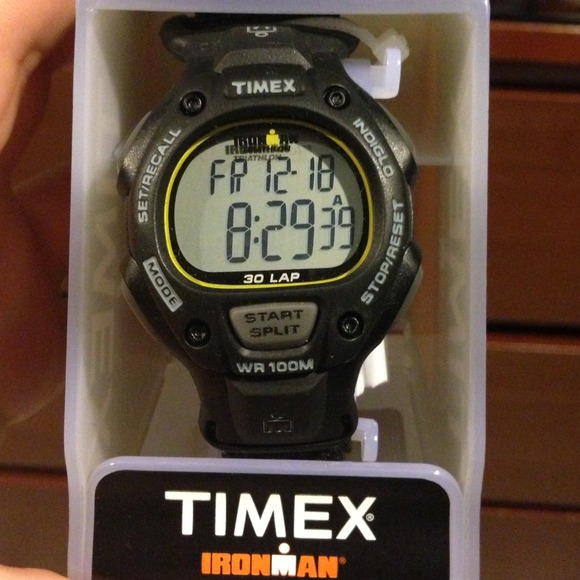 TIMEX
SET/RECALL
INDIGLO
IRONMAN
TRIATHLON
FR 12-18
A
8:29 39
30 LAP
MODE
STOP/RESET
START
SPLIT
WR 100M
TIMEX®
IRONMAN®